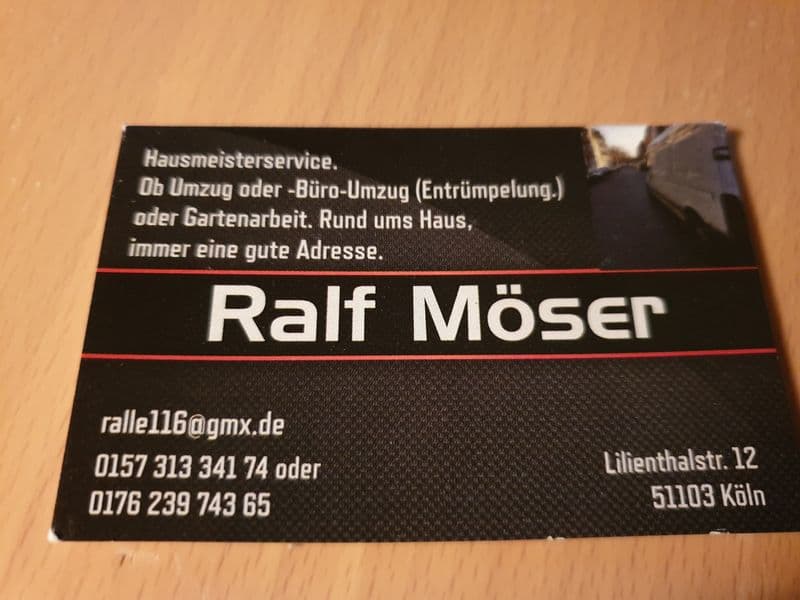 Hausmeisterservice.
Ob Umzug oder -Büro-Umzug (Entrümpelung.)
oder Gartenarbeit. Rund ums Haus,
immer eine gute Adresse.
Ralf Möser
ralle116@gmx.de
0157 313 341 74 oder
0176 239 743 65
Lilienthalstr. 12
51103 Köln